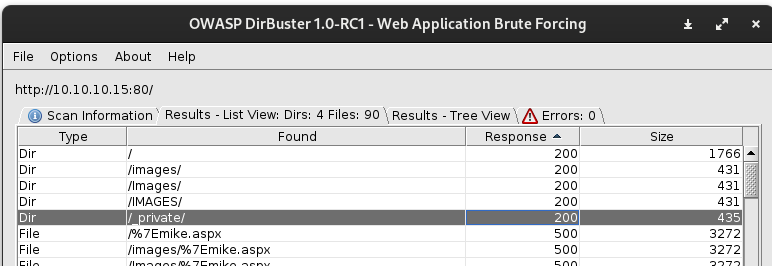 OWASP DirBuster 1.0-RC1 - Web Application Brute Forcing
File Options About Help
http://10.10.10.15:80/
Scan Information Results - List View: Dirs: 4 Files: 90 Results - Tree View Errors: 0
Type Found Response Size
Dir / 200 1766
Dir /images/ 200 431
Dir /Images/ 200 431
Dir /IMAGES/ 200 431
Dir /_private/ 200 435
File /%7Emike.aspx 500 3272
File /images/%7Emike.aspx 500 3272
File /Images/%7Emike.aspx 500 3272